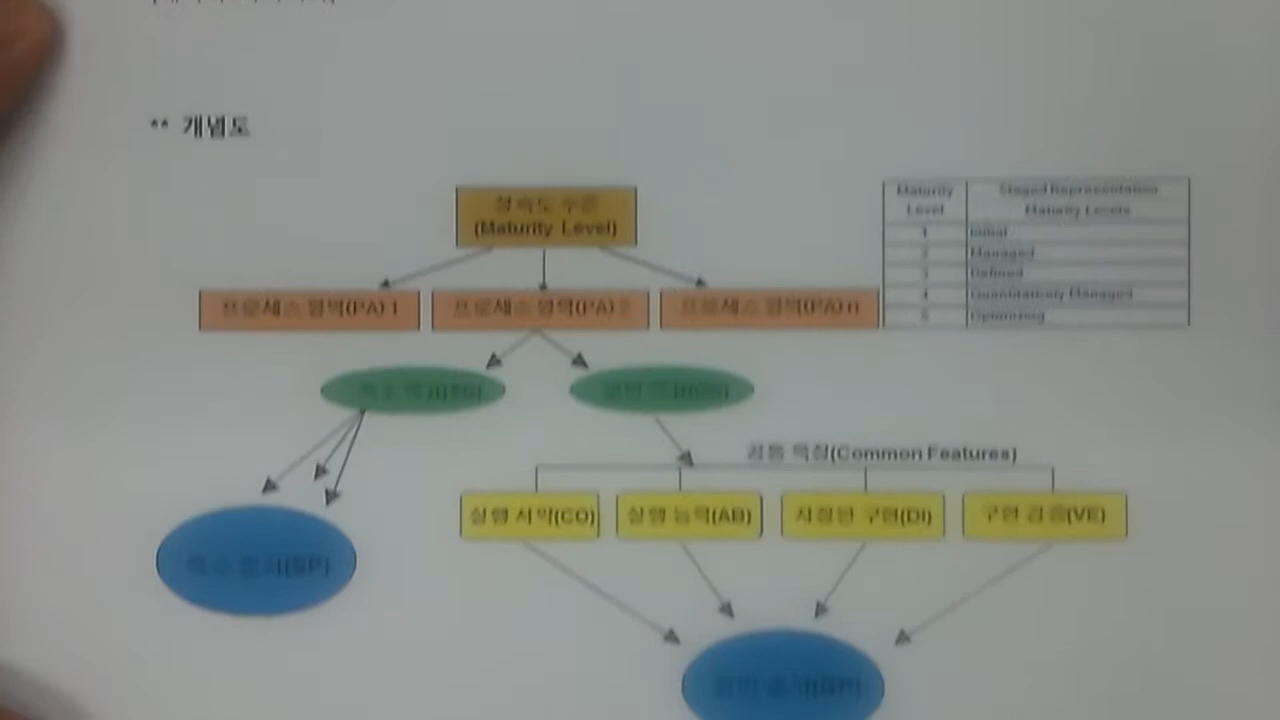 ** 개념도
성숙도 수준
(Maturity Level)
Maturity Level
Staged Representation Maturity Levels
1 Initial
2 Managed
3 Defined
4 Quantitatively Managed
5 Optimizing
프로세스 영역(PA) 1
프로세스 영역(PA) 2
프로세스 영역(PA) n
공통 특징(Common Features)
실행 서약(CO)
실행 능력(AB)
지정된 구현(DI)
구현 검증(VE)